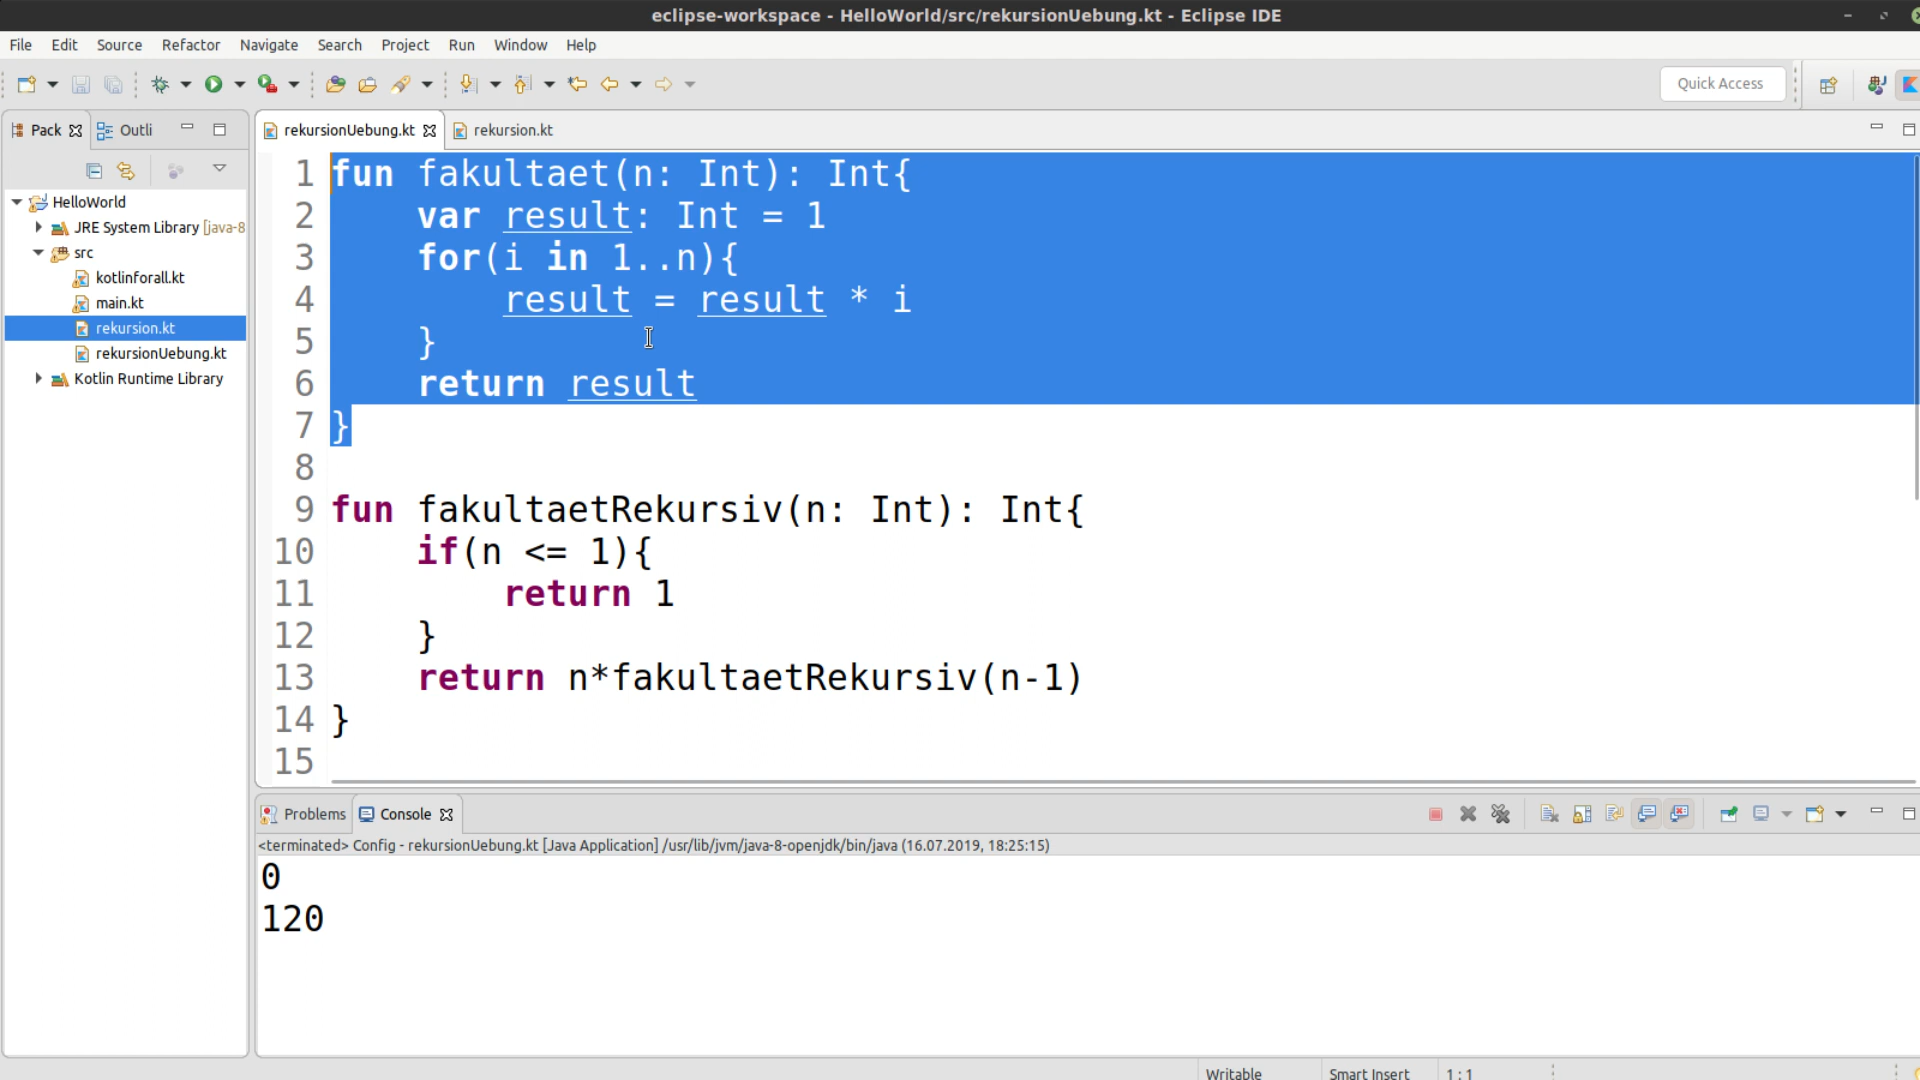 eclipse-workspace - HelloWorld/src/rekursionUebung.kt - Eclipse IDE
File Edit Source Refactor Navigate Search Project Run Window Help
Quick Access
Pack Outli
rekursionUebung.kt rekursion.kt
HelloWorld
JRE System Library [java-8
src
kotlinforall.kt
main.kt
rekursion.kt
rekursionUebung.kt
Kotlin Runtime Library
1 fun fakultaet(n: Int): Int{
2 var result: Int = 1
3 for(i in 1..n){
4 result = result * i
5 }
6 return result
7 }
8
9 fun fakultaetRekursiv(n: Int): Int{
10 if(n <= 1){
11 return 1
12 }
13 return n*fakultaetRekursiv(n-1)
14 }
15
Problems Console
<terminated> Config - rekursionUebung.kt [Java Application] /usr/lib/jvm/java-8-openjdk/bin/java (16.07.2019, 18:25:15)
0
120
Writable Smart Insert 1 : 1